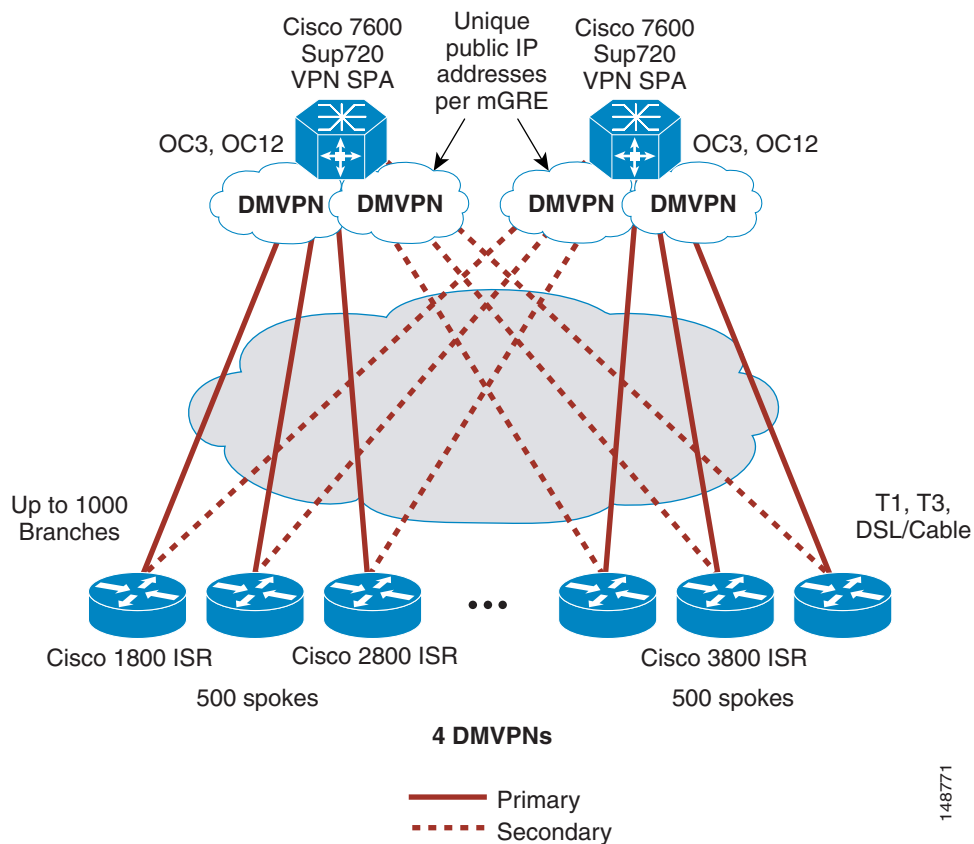 Cisco 7600
Sup720
VPN SPA
Unique
public IP
addresses
per mGRE
Cisco 7600
Sup720
VPN SPA
OC3, OC12
OC3, OC12
DMVPN
DMVPN
DMVPN
DMVPN
Up to 1000
Branches
T1, T3,
DSL/Cable
Cisco 1800 ISR
Cisco 2800 ISR
Cisco 3800 ISR
500 spokes
500 spokes
4 DMVPNs
Primary
Secondary
148771